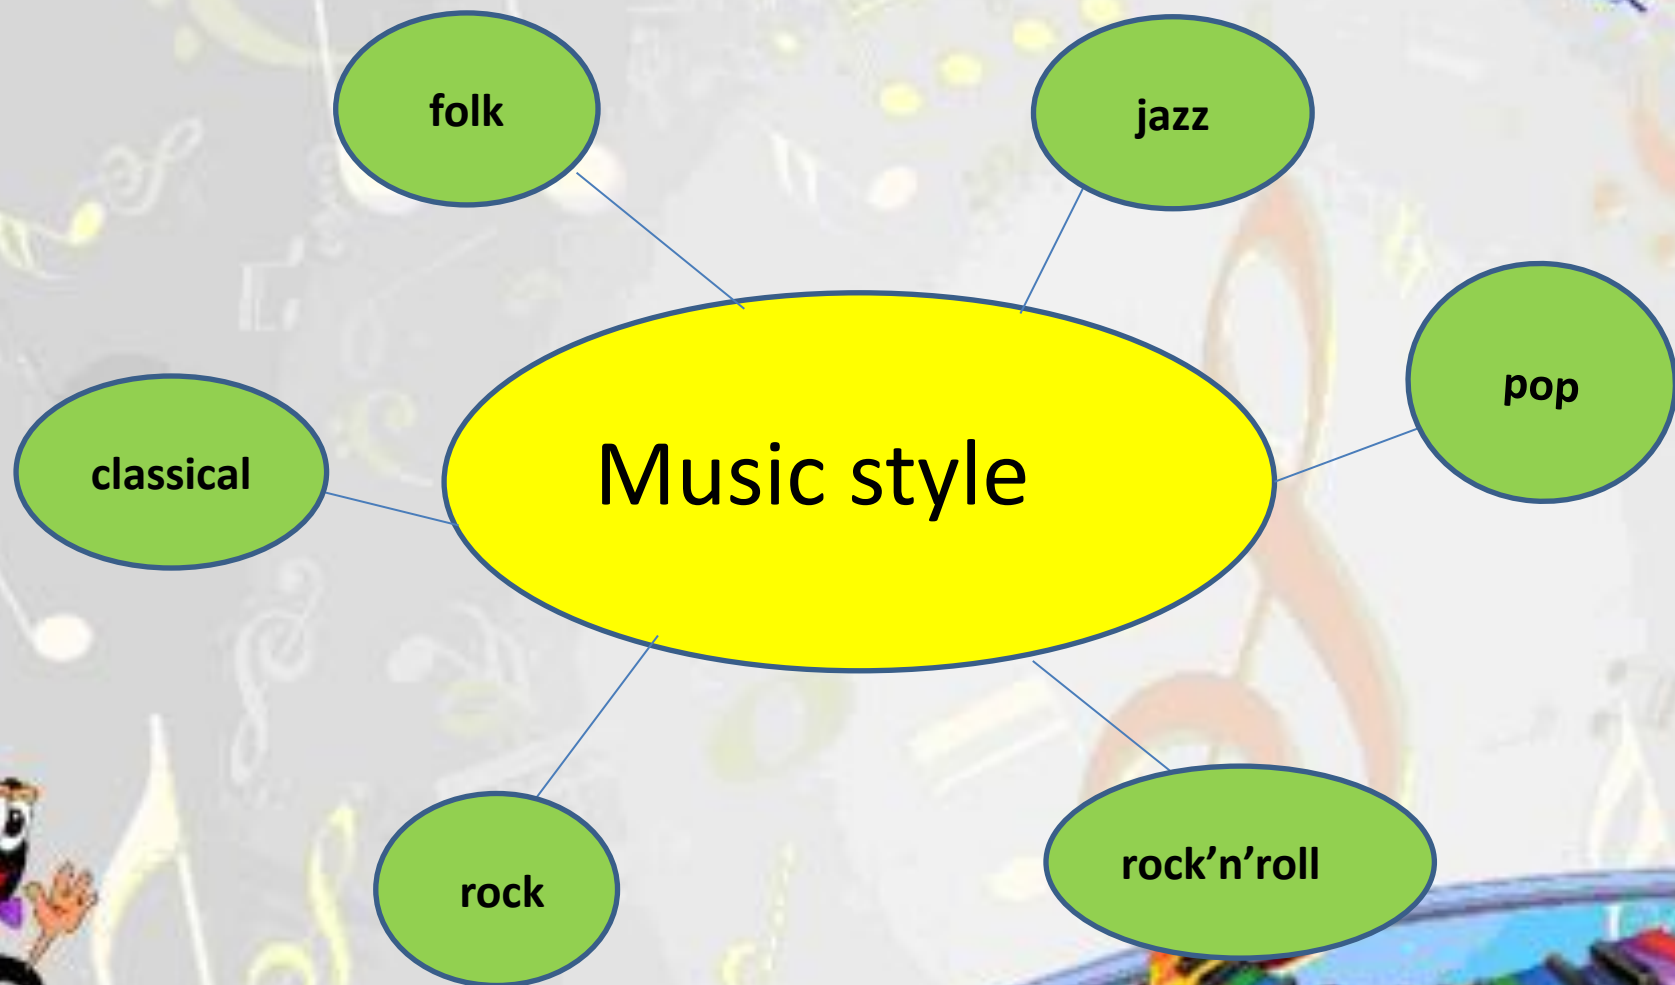 folk
jazz
pop
classical
Music style
rock'n'roll
rock